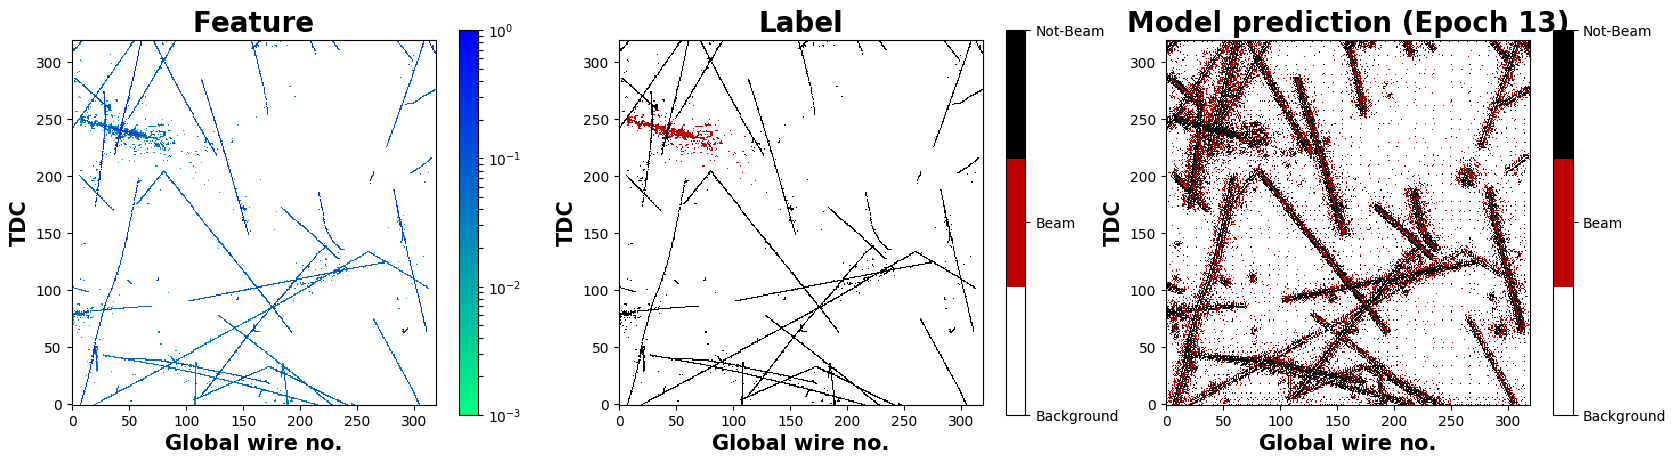 Feature
TDC
300
250
200
150
100
50
0
0 50 100 150 200 250 300
Global wire no.
10⁰
10⁻¹
10⁻²
10⁻³
Label
TDC
300
250
200
150
100
50
0
0 50 100 150 200 250 300
Global wire no.
Not-Beam
Beam
Background
Model prediction (Epoch 13)
TDC
300
250
200
150
100
50
0
0 50 100 150 200 250 300
Global wire no.
Not-Beam
Beam
Background